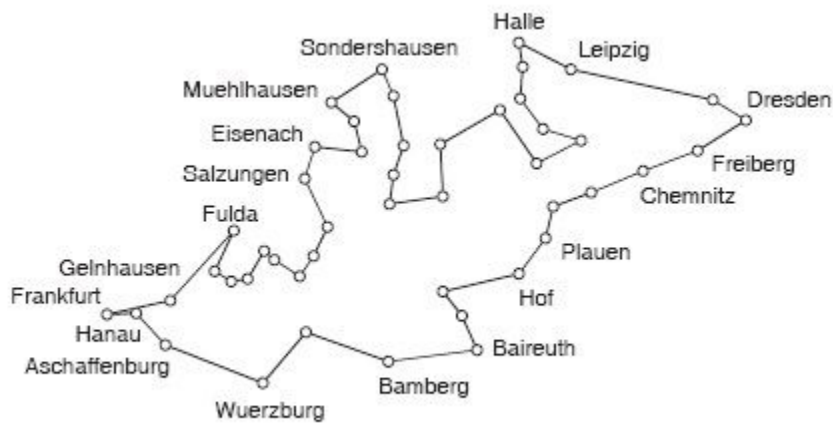 Halle
Sondershausen
Leipzig
Muehlhausen
Dresden
Eisenach
Freiberg
Salzungen
Chemnitz
Fulda
Plauen
Gelnhausen
Hof
Frankfurt
Hanau
Baireuth
Aschaffenburg
Bamberg
Wuerzburg